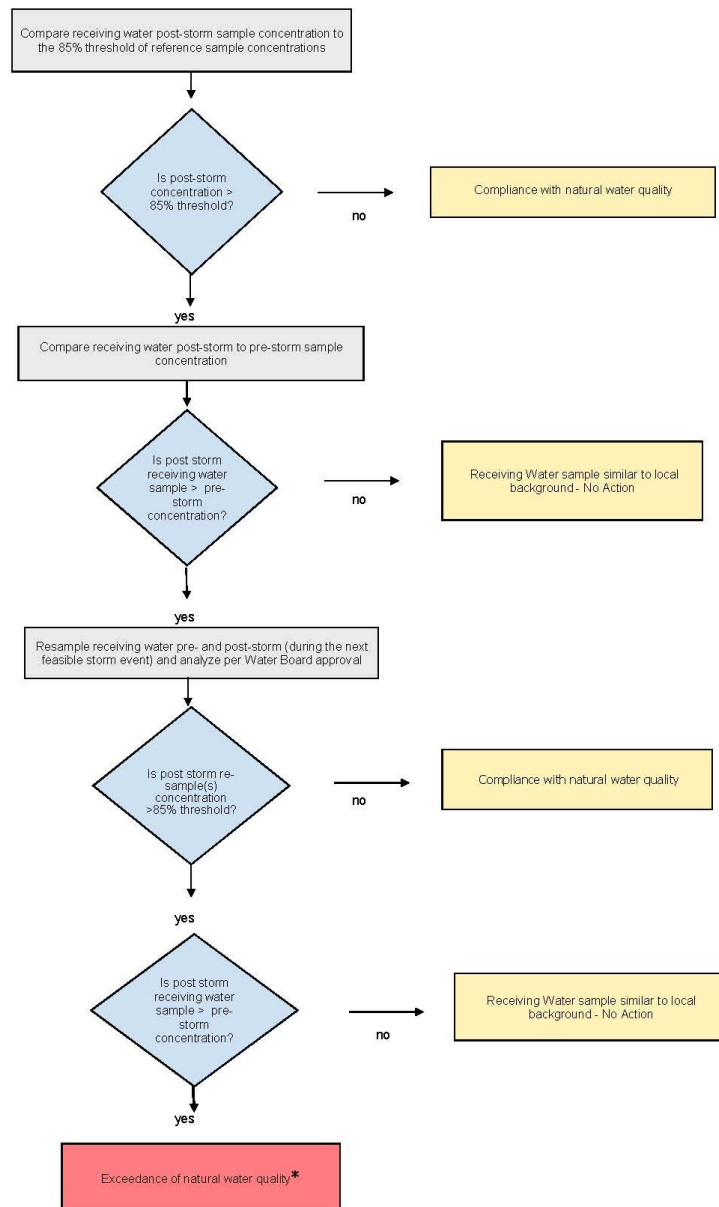 Compare receiving water post-storm sample concentration to
the 85% threshold of reference sample concentrations
Is post-storm
concentration >
85% threshold?
no
Compliance with natural water quality
yes
Compare receiving water post-storm to pre-storm sample
concentration
Is post storm
receiving water
sample > pre-
storm
concentration?
no
Receiving Water sample similar to local
background - No Action
yes
Resample receiving water pre- and post-storm (during the next
feasible storm event) and analyze per Water Board approval
Is post storm re-
sample(s)
concentration
>85% threshold?
no
Compliance with natural water quality
yes
Is post storm
receiving water
sample > pre-
storm
concentration?
no
Receiving Water sample similar to local
background - No Action
yes
Exceedance of natural water quality*